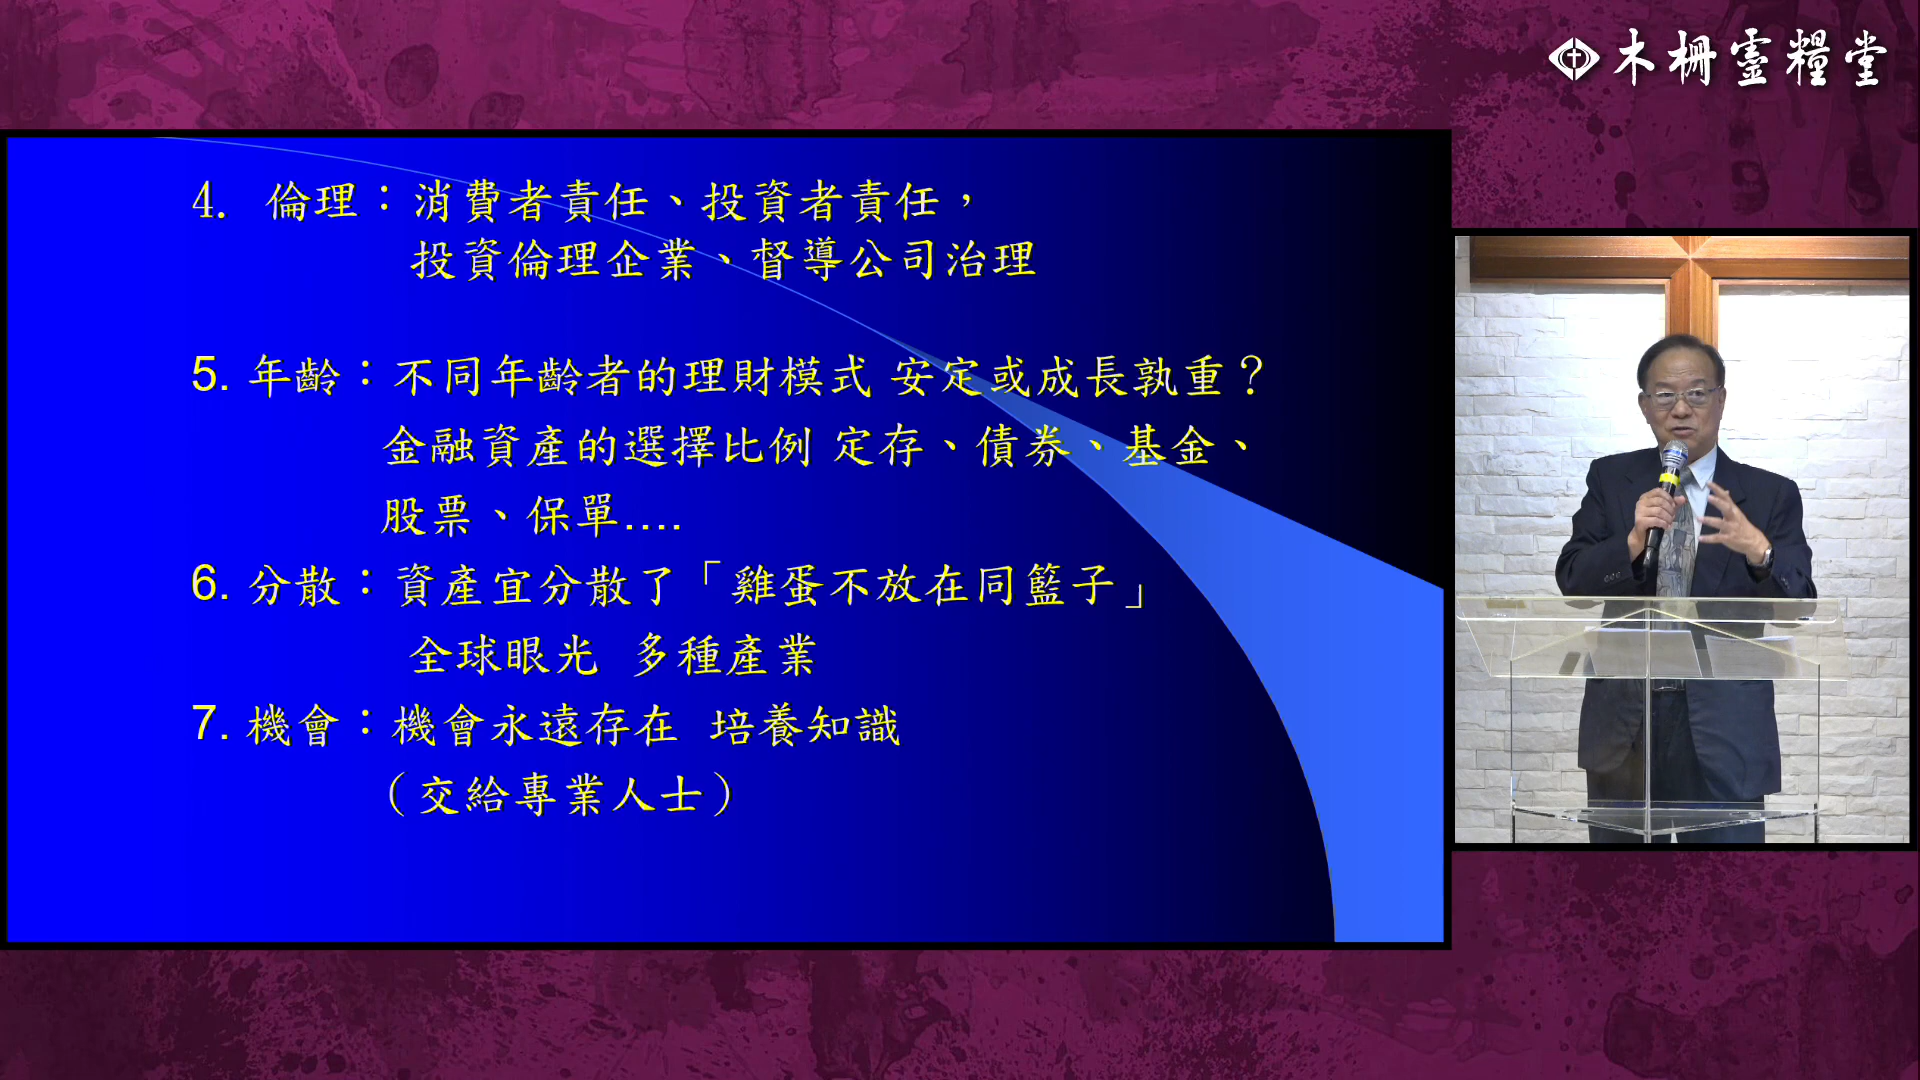 木柵靈糧堂
4. 倫理：消費者責任、投資者責任，
投資倫理企業、督導公司治理
5. 年齡：不同年齡者的理財模式 安定或成長孰重？
金融資產的選擇比例 定存、債券、基金、
股票、保單....
6. 分散：資產宜分散了「雞蛋不放在同籃子」
全球眼光 多種產業
7. 機會：機會永遠存在 培養知識
（交給專業人士）